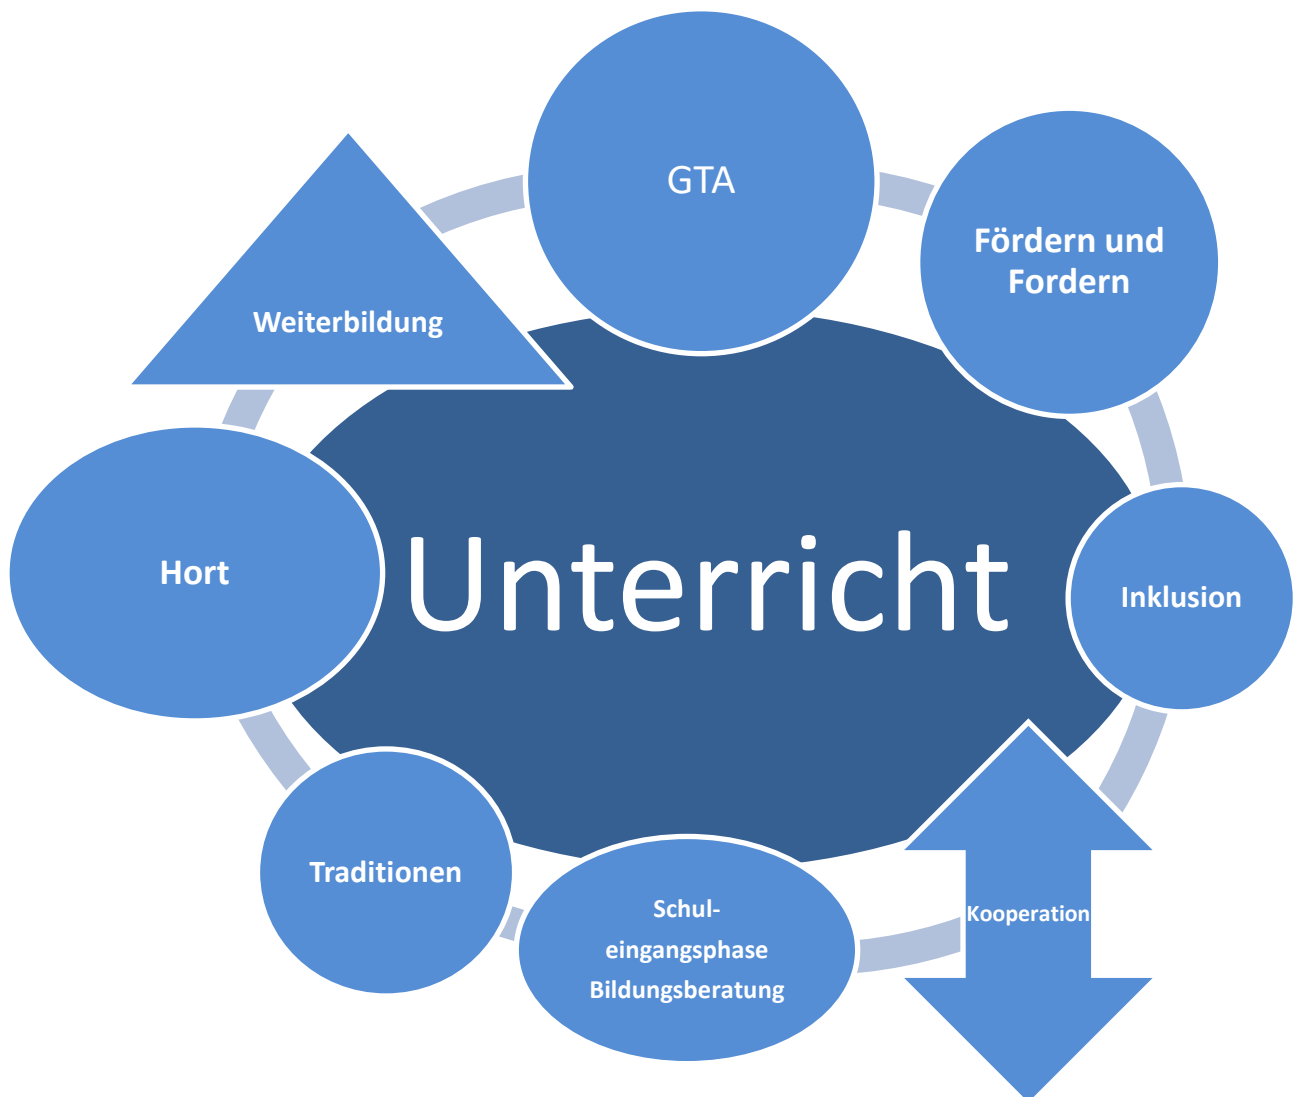 GTA
Fördern und
Fordern
Weiterbildung
Unterricht
Hort
Inklusion
Traditionen
Schul-
eingangsphase
Bildungsberatung
Kooperation